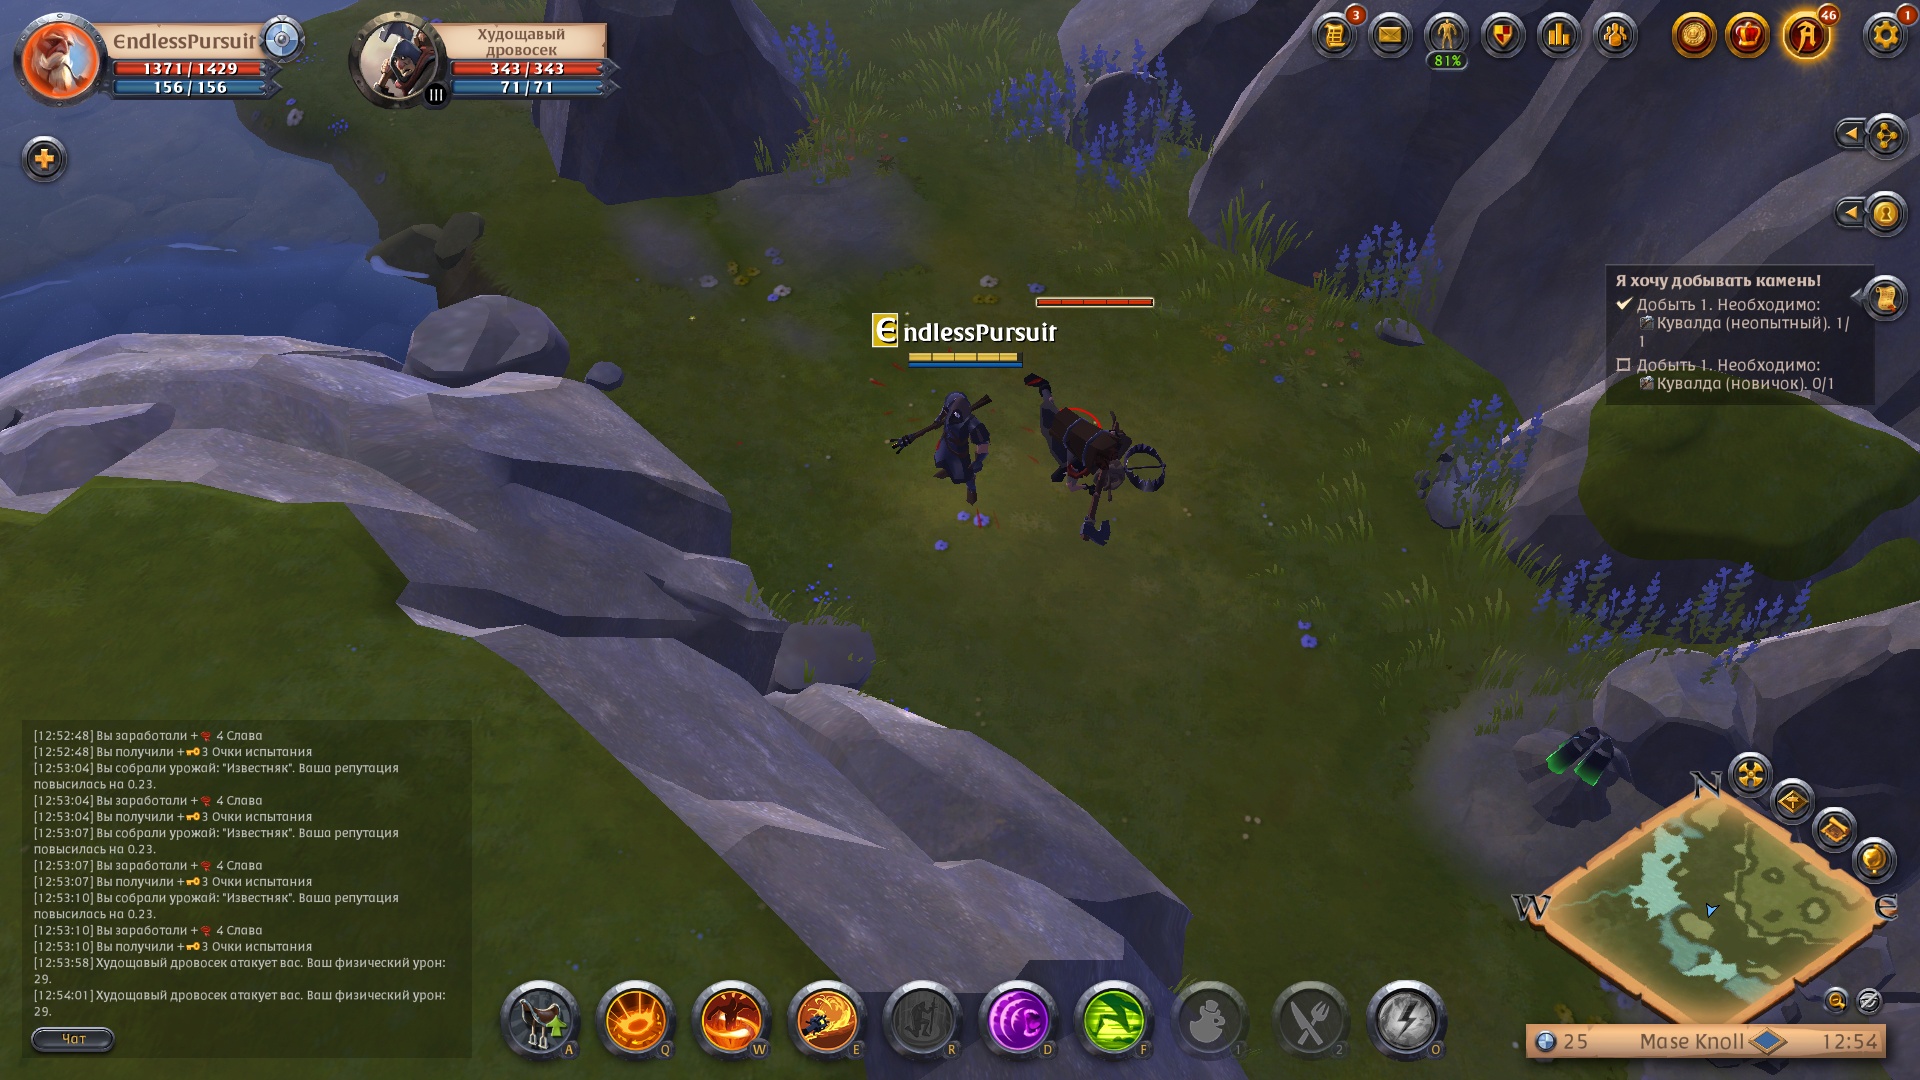 ЄndlessPursuit
1371 / 1429
156 / 156
Худощавый
дровосек
343 / 343
71 / 71
III
3
81%
46
1
Я хочу добывать камень!
Добыть 1. Необходимо:
Кувалда (неопытный). 1/
1
Добыть 1. Необходимо:
Кувалда (новичок). 0/1
ЄndlessPursuit
[12:52:48] Вы заработали + 4 Слава
[12:52:48] Вы получили + 3 Очки испытания
[12:53:04] Вы собрали урожай: "Известняк". Ваша репутация
повысилась на 0.23.
[12:53:04] Вы заработали + 4 Слава
[12:53:04] Вы получили + 3 Очки испытания
[12:53:07] Вы собрали урожай: "Известняк". Ваша репутация
повысилась на 0.23.
[12:53:07] Вы заработали + 4 Слава
[12:53:07] Вы получили + 3 Очки испытания
[12:53:10] Вы собрали урожай: "Известняк". Ваша репутация
повысилась на 0.23.
[12:53:10] Вы заработали + 4 Слава
[12:53:10] Вы получили + 3 Очки испытания
[12:53:58] Худощавый дровосек атакует вас. Ваш физический урон:
29.
[12:54:01] Худощавый дровосек атакует вас. Ваш физический урон:
29.
Чат
A
Q
W
E
R
D
F
1
2
O
N
W
Є
25
Mase Knoll
12:54